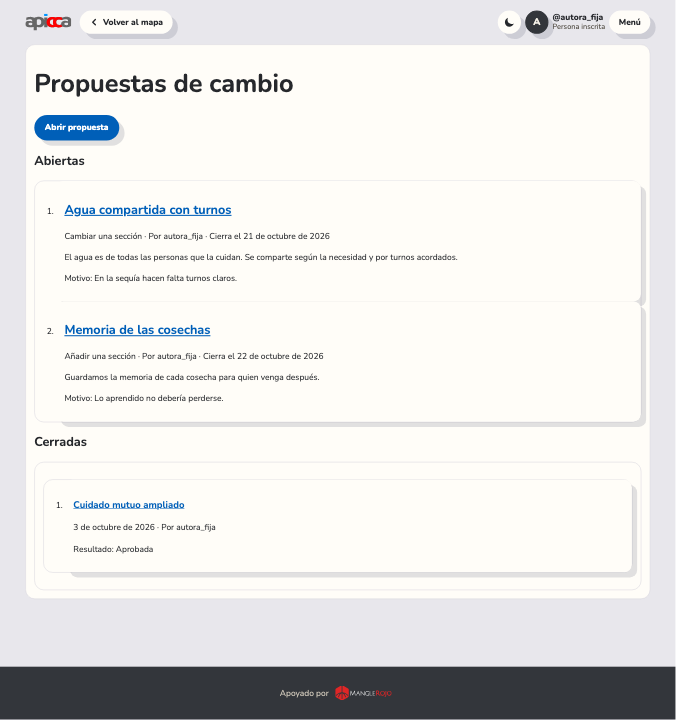 apicca
Volver al mapa
A
@autora_fija
Persona inscrita
Menú
Propuestas de cambio
Abrir propuesta
Abiertas
1. Agua compartida con turnos
Cambiar una sección · Por autora_fija · Cierra el 21 de octubre de 2026
El agua es de todas las personas que la cuidan. Se comparte según la necesidad y por turnos acordados.
Motivo: En la sequía hacen falta turnos claros.
2. Memoria de las cosechas
Añadir una sección · Por autora_fija · Cierra el 22 de octubre de 2026
Guardamos la memoria de cada cosecha para quien venga después.
Motivo: Lo aprendido no debería perderse.
Cerradas
1. Cuidado mutuo ampliado
3 de octubre de 2026 · Por autora_fija
Resultado: Aprobada
Apoyado por MANGLEROJO